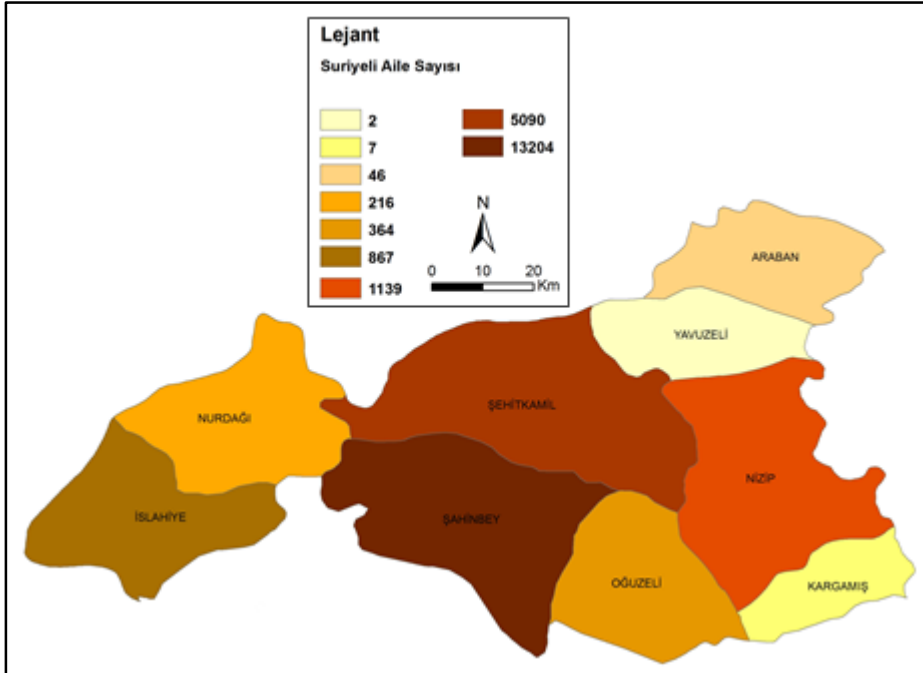 Lejant
Suriyeli Aile Sayısı
2
7
46
216
364
867
1139
5090
13204
N
0 10 20
Km
ARABAN
YAVUZELİ
ŞEHİTKAMİL
NURDAĞI
NİZİP
İSLAHİYE
ŞAHİNBEY
OĞUZELİ
KARGAMIŞ